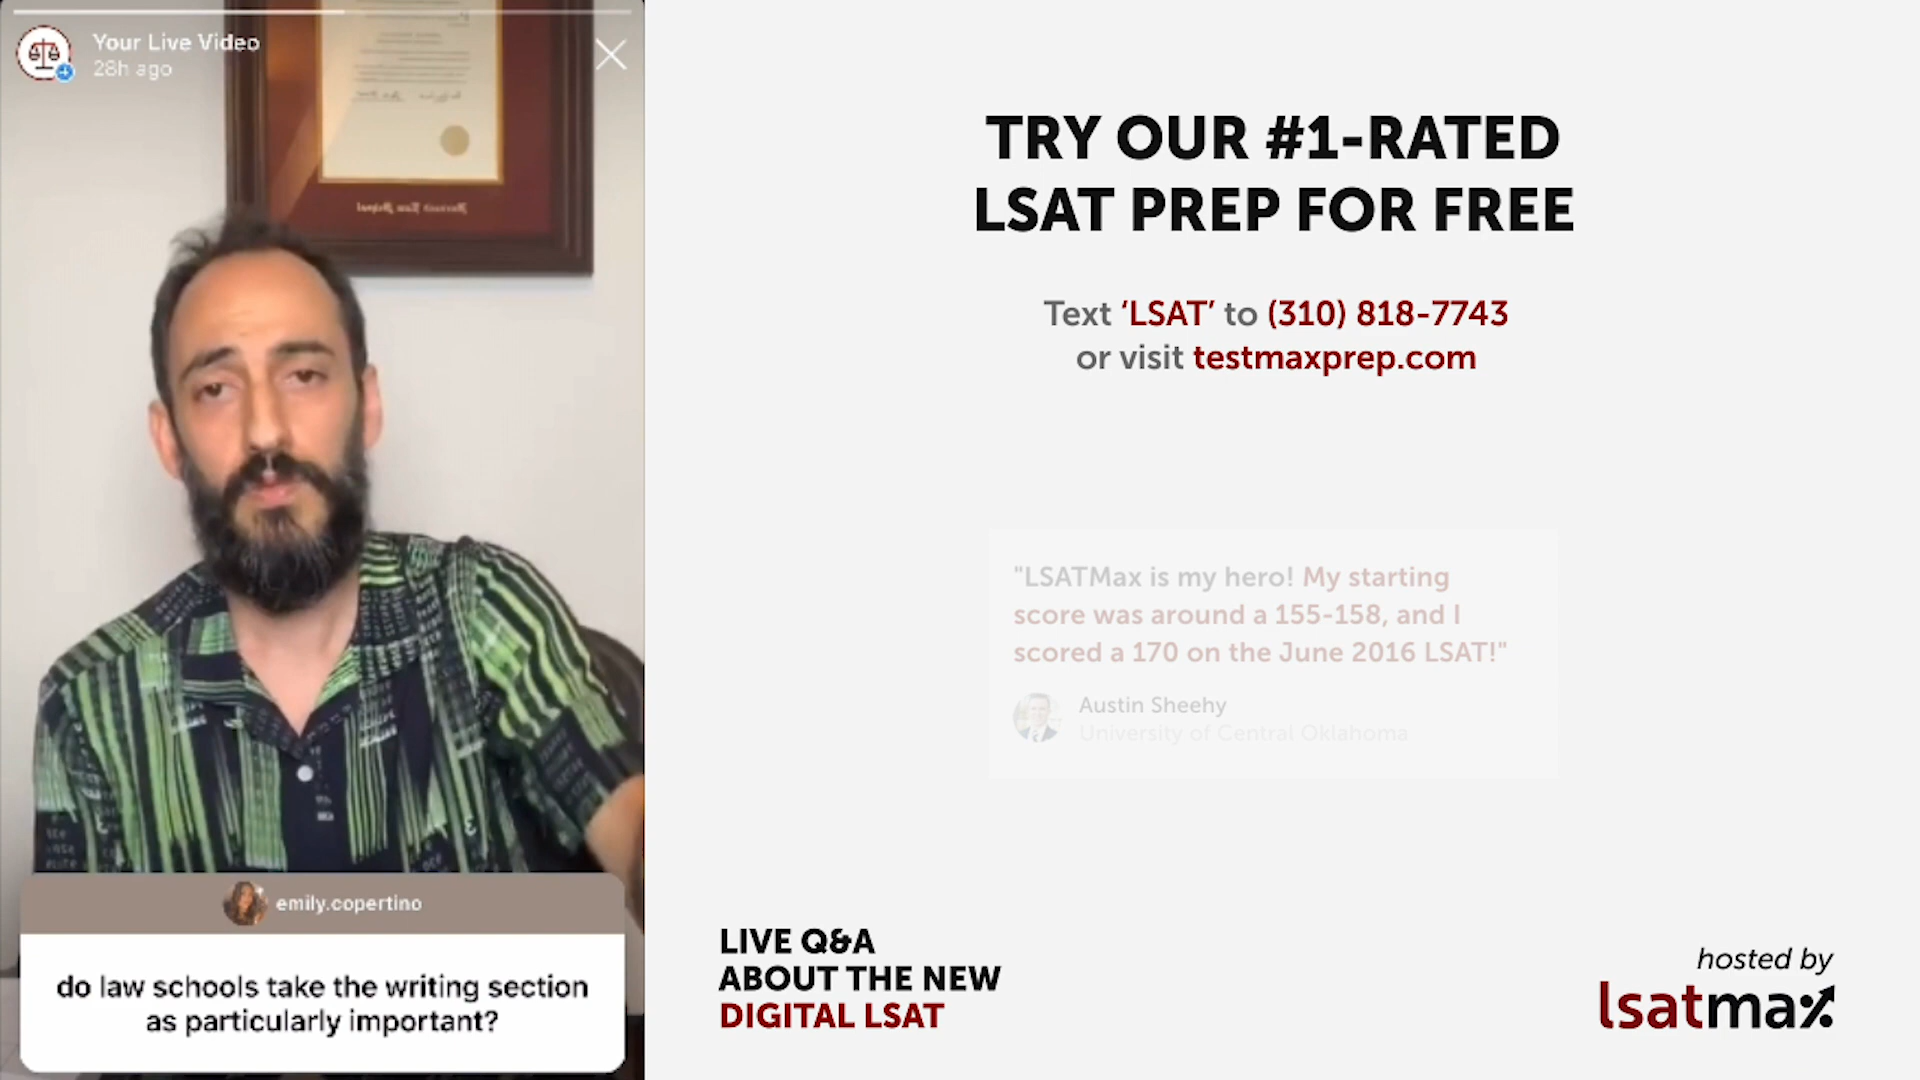 Your Live Video
28h ago
emily.copertino
do law schools take the writing section
as particularly important?
TRY OUR #1-RATED
LSAT PREP FOR FREE
Text ‘LSAT’ to (310) 818-7743
or visit testmaxprep.com
"LSATMax is my hero! My starting
score was around a 155-158, and I
scored a 170 on the June 2016 LSAT!"
Austin Sheehy
University of Central Oklahoma
LIVE Q&A
ABOUT THE NEW
DIGITAL LSAT
hosted by
lsatmax